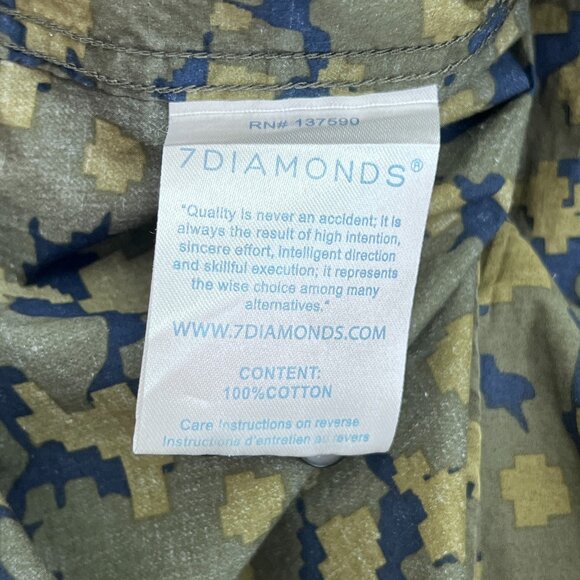 RN# 137590
7DIAMONDS®
"Quality is never an accident; it is
always the result of high intention,
sincere effort, intelligent direction
and skillful execution; it represents
the wise choice among many
alternatives."
WWW.7DIAMONDS.COM
CONTENT:
100%COTTON
Care Instructions on reverse
Instructions d'entretien au revers